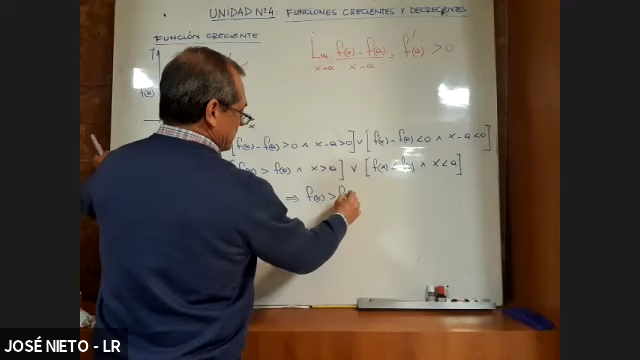 UNIDAD Nº4 FUNCIONES CRECIENTES Y DECRECIENTES
FUNCIÓN CRECIENTE
Lim f(x) - f(a) / x - a = f'(a) > 0
x→a
y
f(a)
x
[f(x) - f(a) > 0 ∧ x - a > 0] ∨ [f(x) - f(a) < 0 ∧ x - a < 0]
> f(a) ∧ x > a] ∨ [f(x) < f(a) ∧ x < a]
⇒ f(x) > f
JOSÉ NIETO - LR